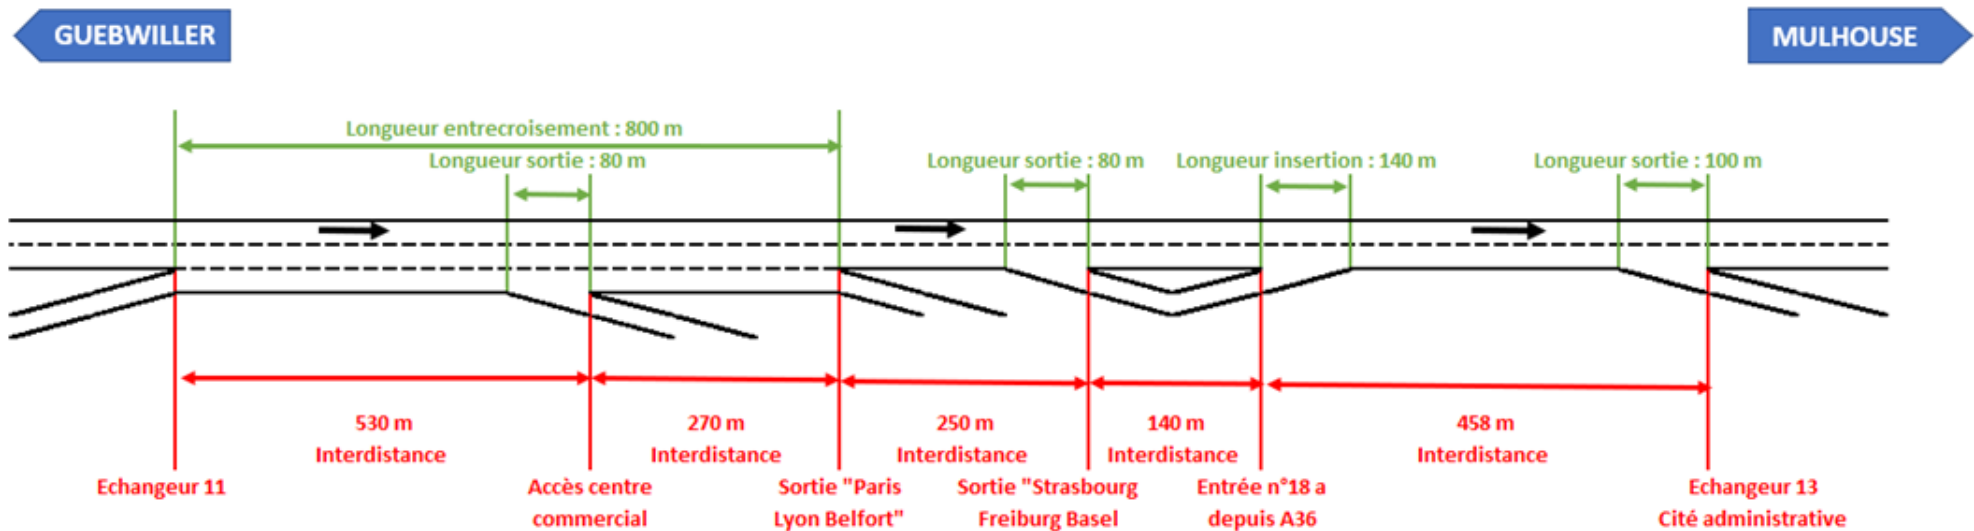 GUEBWILLER
MULHOUSE
Longueur entrecroisement : 800 m
Longueur sortie : 80 m
Longueur sortie : 80 m
Longueur insertion : 140 m
Longueur sortie : 100 m
530 m
Interdistance
270 m
Interdistance
250 m
Interdistance
140 m
Interdistance
458 m
Interdistance
Echangeur 11
Accès centre
commercial
Sortie "Paris
Lyon Belfort"
Sortie "Strasbourg
Freiburg Basel
Entrée n°18 a
depuis A36
Echangeur 13
Cité administrative